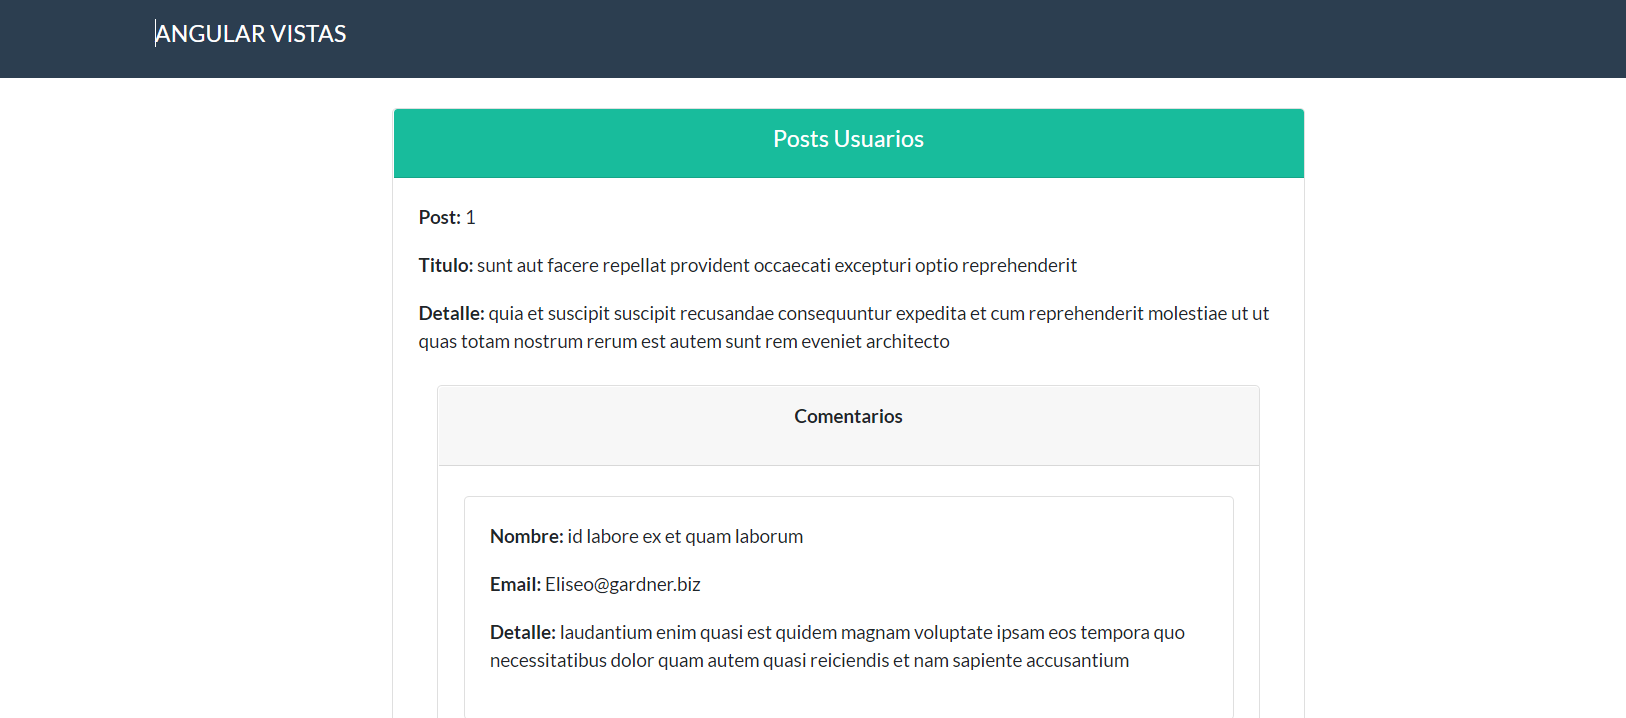 ANGULAR VISTAS
Posts Usuarios
Post: 1
Titulo: sunt aut facere repellat provident occaecati excepturi optio reprehenderit
Detalle: quia et suscipit suscipit recusandae consequuntur expedita et cum reprehenderit molestiae ut ut
quas totam nostrum rerum est autem sunt rem eveniet architecto
Comentarios
Nombre: id labore ex et quam laborum
Email: Eliseo@gardner.biz
Detalle: laudantium enim quasi est quidem magnam voluptate ipsam eos tempora quo
necessitatibus dolor quam autem quasi reiciendis et nam sapiente accusantium